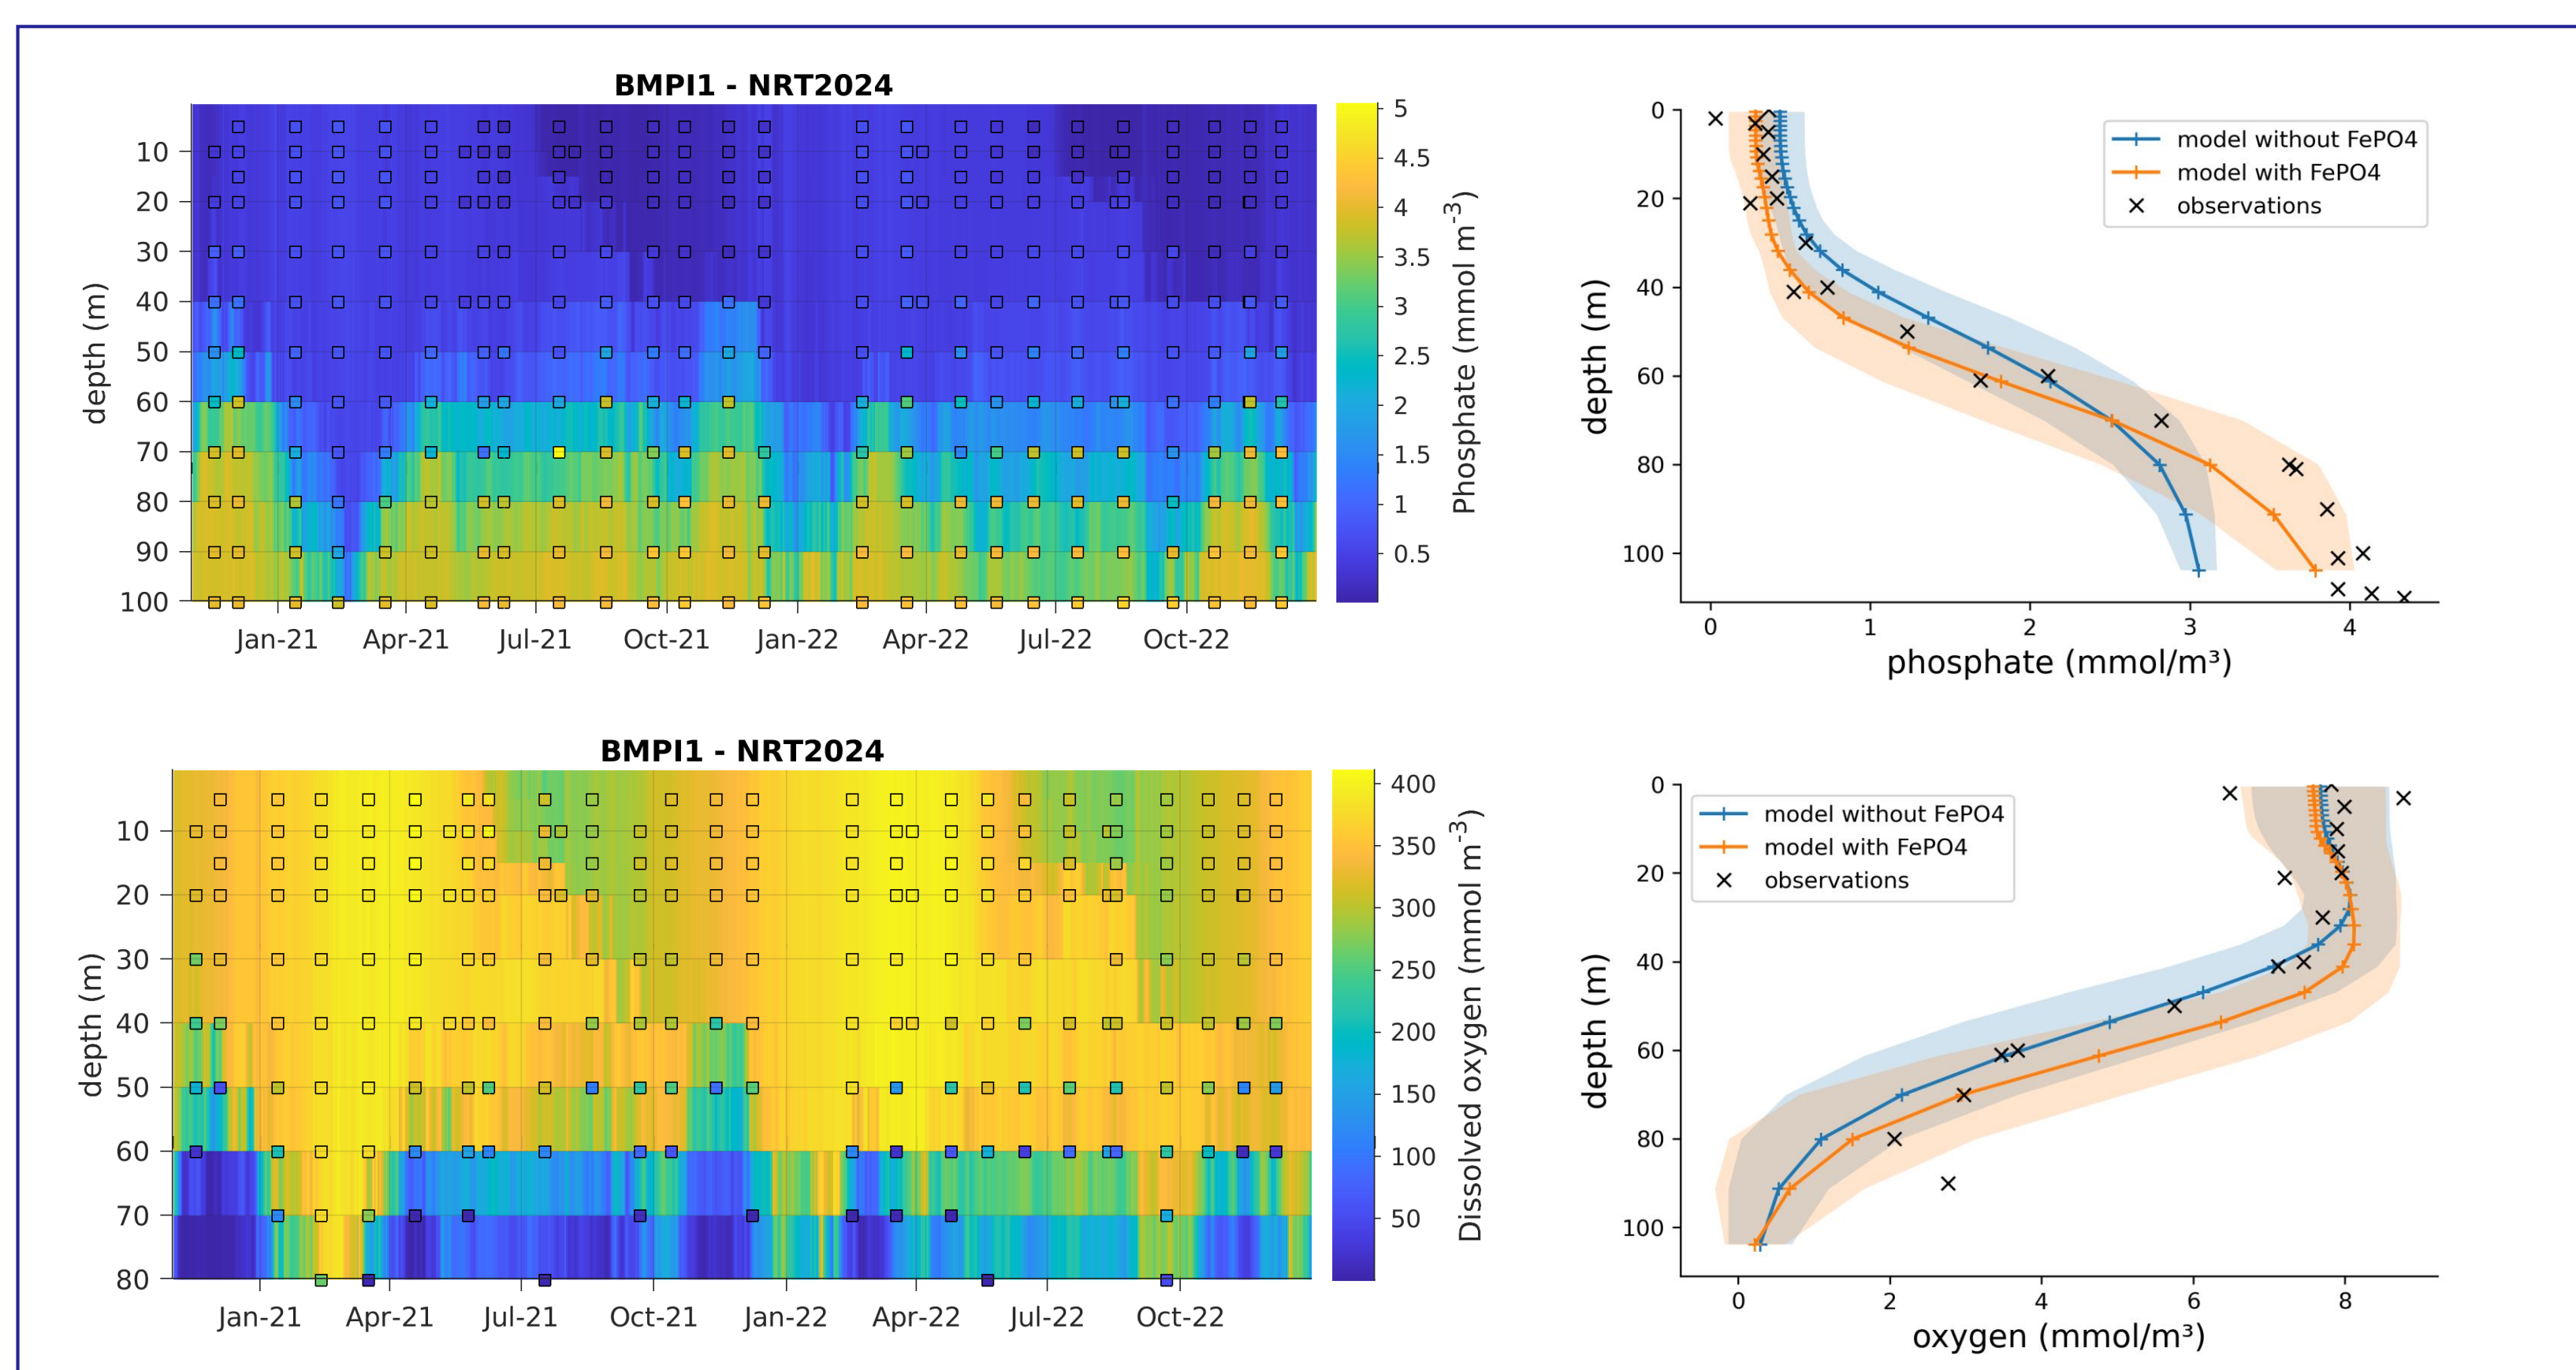 BMPI1 - NRT2024
10
20
30
40
50
60
70
80
90
100
depth (m)
Jan-21 Apr-21 Jul-21 Oct-21 Jan-22 Apr-22 Jul-22 Oct-22
5
4.5
4
3.5
3
2.5
2
1.5
1
0.5
Phosphate (mmol m-3)
0
20
40
60
80
100
depth (m)
model without FePO4
model with FePO4
observations
0 1 2 3 4
phosphate (mmol/m³)
BMPI1 - NRT2024
10
20
30
40
50
60
70
80
depth (m)
Jan-21 Apr-21 Jul-21 Oct-21 Jan-22 Apr-22 Jul-22 Oct-22
400
350
300
250
200
150
100
50
Dissolved oxygen (mmol m-3)
0
20
40
60
80
100
depth (m)
model without FePO4
model with FePO4
observations
0 2 4 6 8
oxygen (mmol/m³)